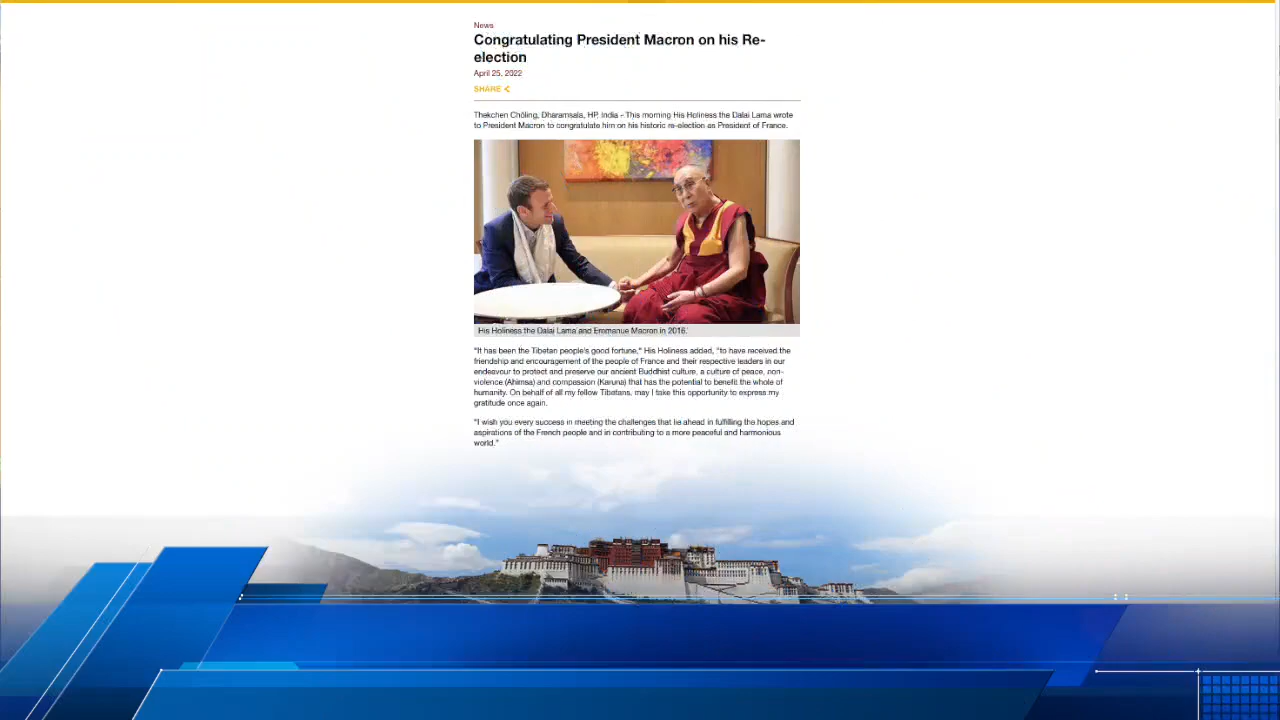 News
Congratulating President Macron on his Re-
election
April 25, 2022
SHARE
Thekchen Chöling, Dharamsala, HP, India - This morning His Holiness the Dalai Lama wrote
to President Macron to congratulate him on his historic re-election as President of France.
His Holiness the Dalai Lama and Eremanue Macron in 2016.
"It has been the Tibetan people's good fortune," His Holiness added, "to have received the
friendship and encouragement of the people of France and their respective leaders in our
endeavour to protect and preserve our ancient Buddhist culture, a culture of peace, non-
violence (Ahimsa) and compassion (Karuna) that has the potential to benefit the whole of
humanity. On behalf of all my fellow Tibetans, may I take this opportunity to express my
gratitude once again.
"I wish you every success in meeting the challenges that lie ahead in fulfilling the hopes and
aspirations of the French people and in contributing to a more peaceful and harmonious
world."